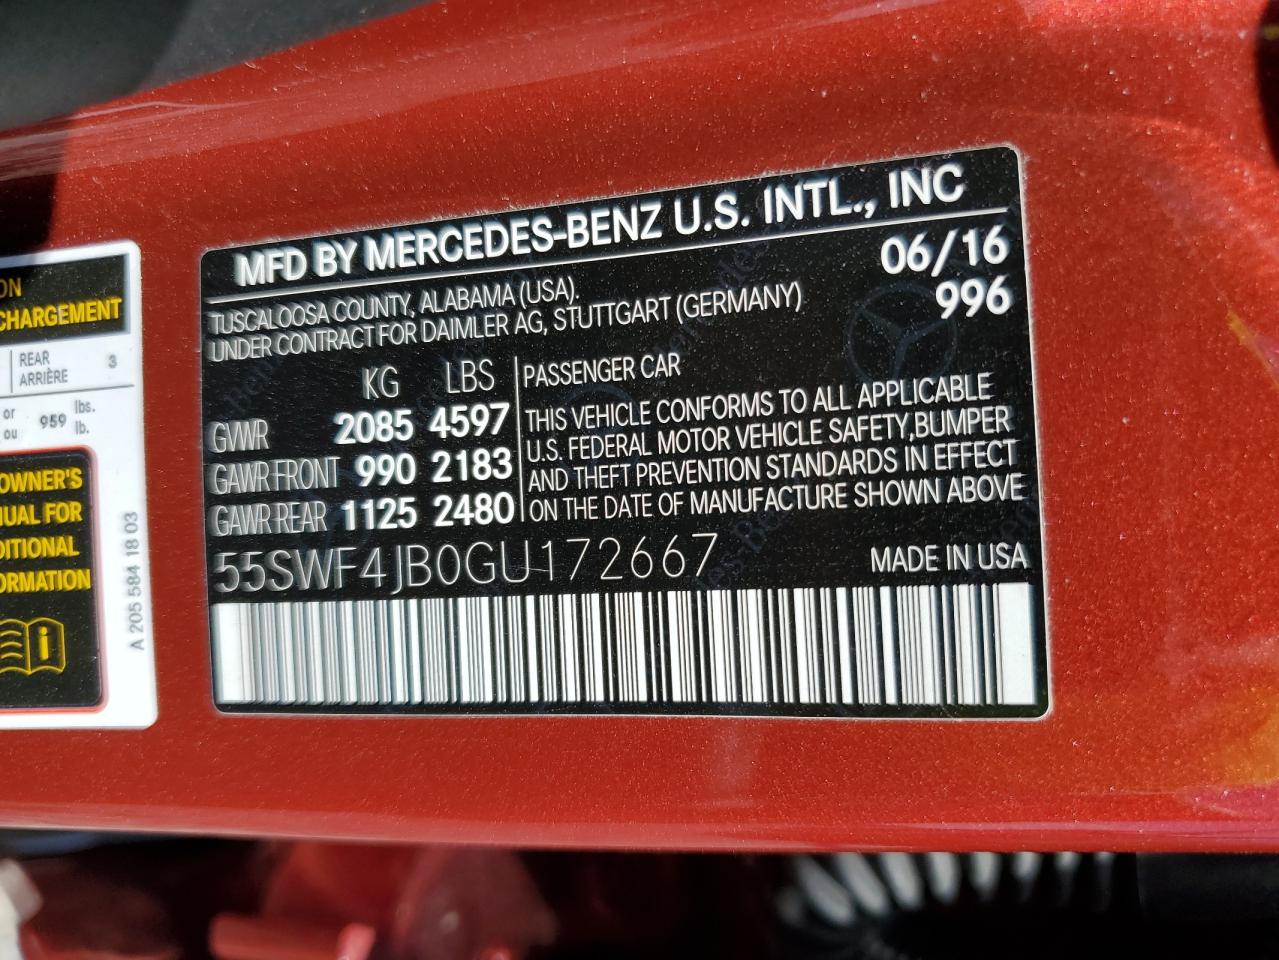 ON
CHARGEMENT
REAR 3
ARRIÈRE
or 959 lbs.
ou lb.
OWNER'S
UAL FOR
DITIONAL
ORMATION
A 205 584 18 03
MFD BY MERCEDES-BENZ U.S. INTL., INC
TUSCALOOSA COUNTY, ALABAMA (USA). 06/16
UNDER CONTRACT FOR DAIMLER AG, STUTTGART (GERMANY) 996
KG LBS
GVWR 2085 4597
GAWR FRONT 990 2183
GAWR REAR 1125 2480
PASSENGER CAR
THIS VEHICLE CONFORMS TO ALL APPLICABLE
U.S. FEDERAL MOTOR VEHICLE SAFETY, BUMPER
AND THEFT PREVENTION STANDARDS IN EFFECT
ON THE DATE OF MANUFACTURE SHOWN ABOVE
55SWF4JB0GU172667 MADE IN USA